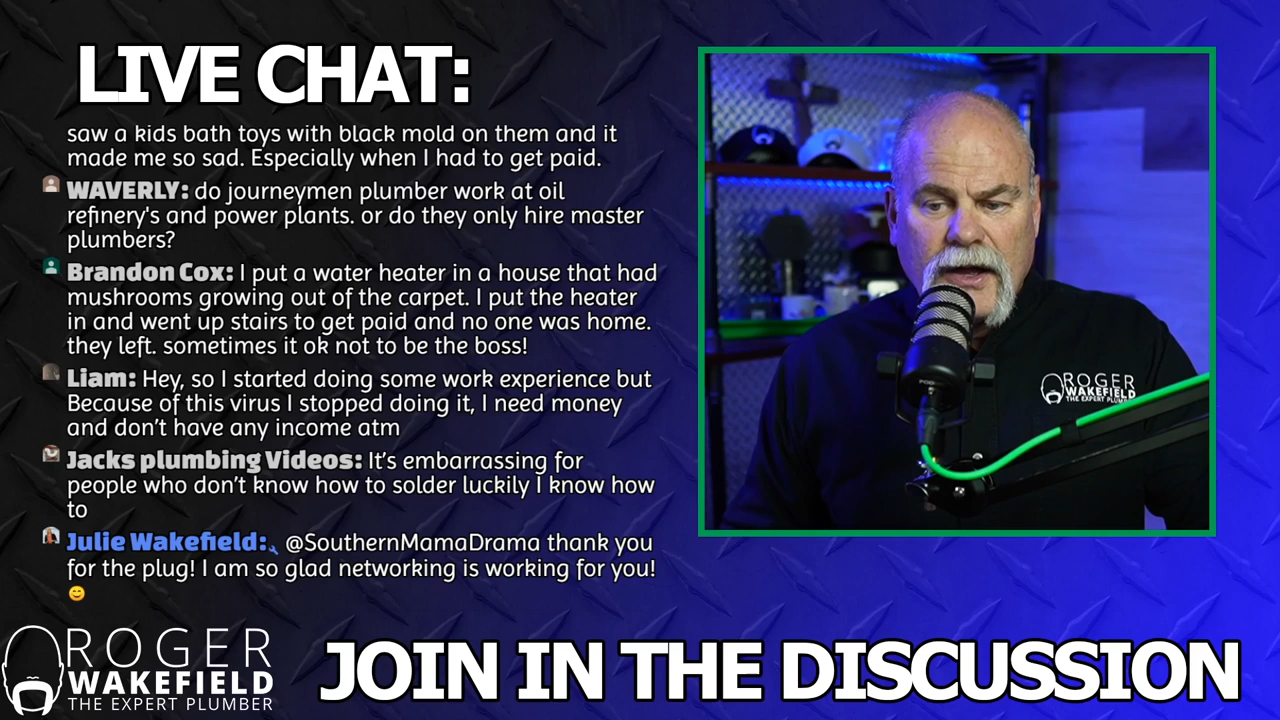 LIVE CHAT:
saw a kids bath toys with black mold on them and it
made me so sad. Especially when I had to get paid.
WAVERLY: do journeymen plumber work at oil
refinery's and power plants. or do they only hire master
plumbers?
Brandon Cox: I put a water heater in a house that had
mushrooms growing out of the carpet. I put the heater
in and went up stairs to get paid and no one was home.
they left. sometimes it ok not to be the boss!
Liam: Hey, so I started doing some work experience but
Because of this virus I stopped doing it, I need money
and don’t have any income atm
Jacks plumbing Videos: It’s embarrassing for
people who don’t know how to solder luckily I know how
to
Julie Wakefield: @SouthernMamaDrama thank you
for the plug! I am so glad networking is working for you!
😊
ROGER
WAKEFIELD
THE EXPERT PLUMBER
ROGER
WAKEFIELD
THE EXPERT PLUMBER
JOIN IN THE DISCUSSION